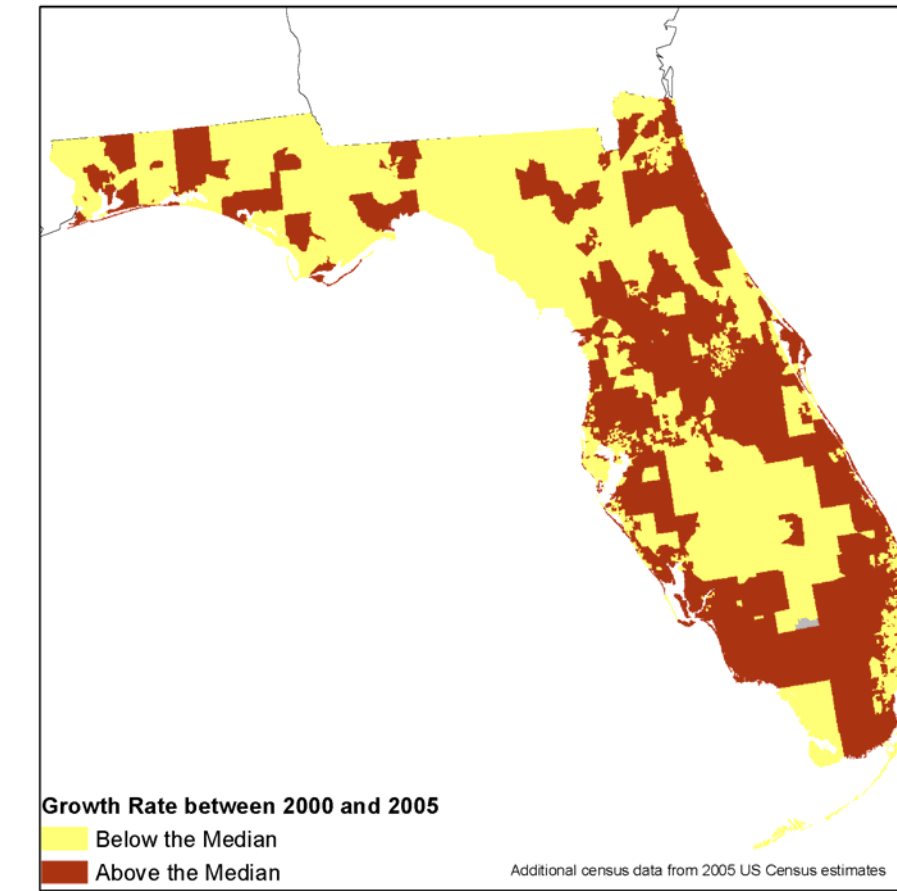 Growth Rate between 2000 and 2005
Below the Median
Above the Median
Additional census data from 2005 US Census estimates